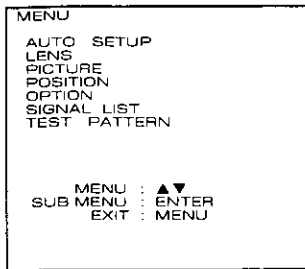 MENU
AUTO SETUP
LENS
PICTURE
POSITION
OPTION
SIGNAL LIST
TEST PATTERN
MENU : ▲▼
SUB MENU : ENTER
EXIT : MENU